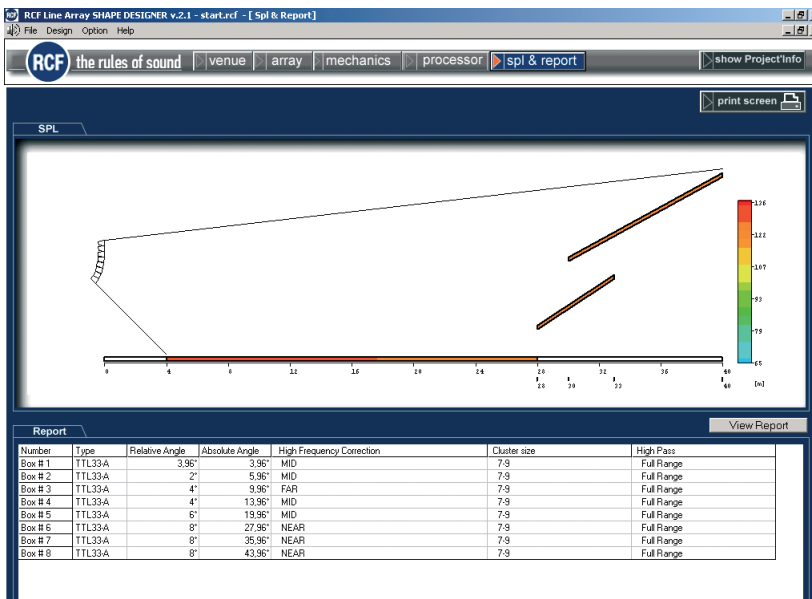 RCF Line Array SHAPE DESIGNER v.2.1 - start.rcf - [ Spl & Report]
File Design Option Help
RCF the rules of sound venue array mechanics processor spl & report show Project'Info
print screen
SPL
136
122
107
93
79
65
0 4 8 12 16 20 24 28 32 36 40 [m]
28 30 33 40
Report
View Report
Number Type Relative Angle Absolute Angle High Frequency Correction Cluster size High Pass
Box # 1 TTL33-A 3,96° 3,96° MID 7-9 Full Range
Box # 2 TTL33-A 2° 5,96° MID 7-9 Full Range
Box # 3 TTL33-A 4° 9,96° FAR 7-9 Full Range
Box # 4 TTL33-A 4° 13,96° MID 7-9 Full Range
Box # 5 TTL33-A 6° 19,96° MID 7-9 Full Range
Box # 6 TTL33-A 8° 27,96° NEAR 7-9 Full Range
Box # 7 TTL33-A 8° 35,96° NEAR 7-9 Full Range
Box # 8 TTL33-A 8° 43,96° NEAR 7-9 Full Range